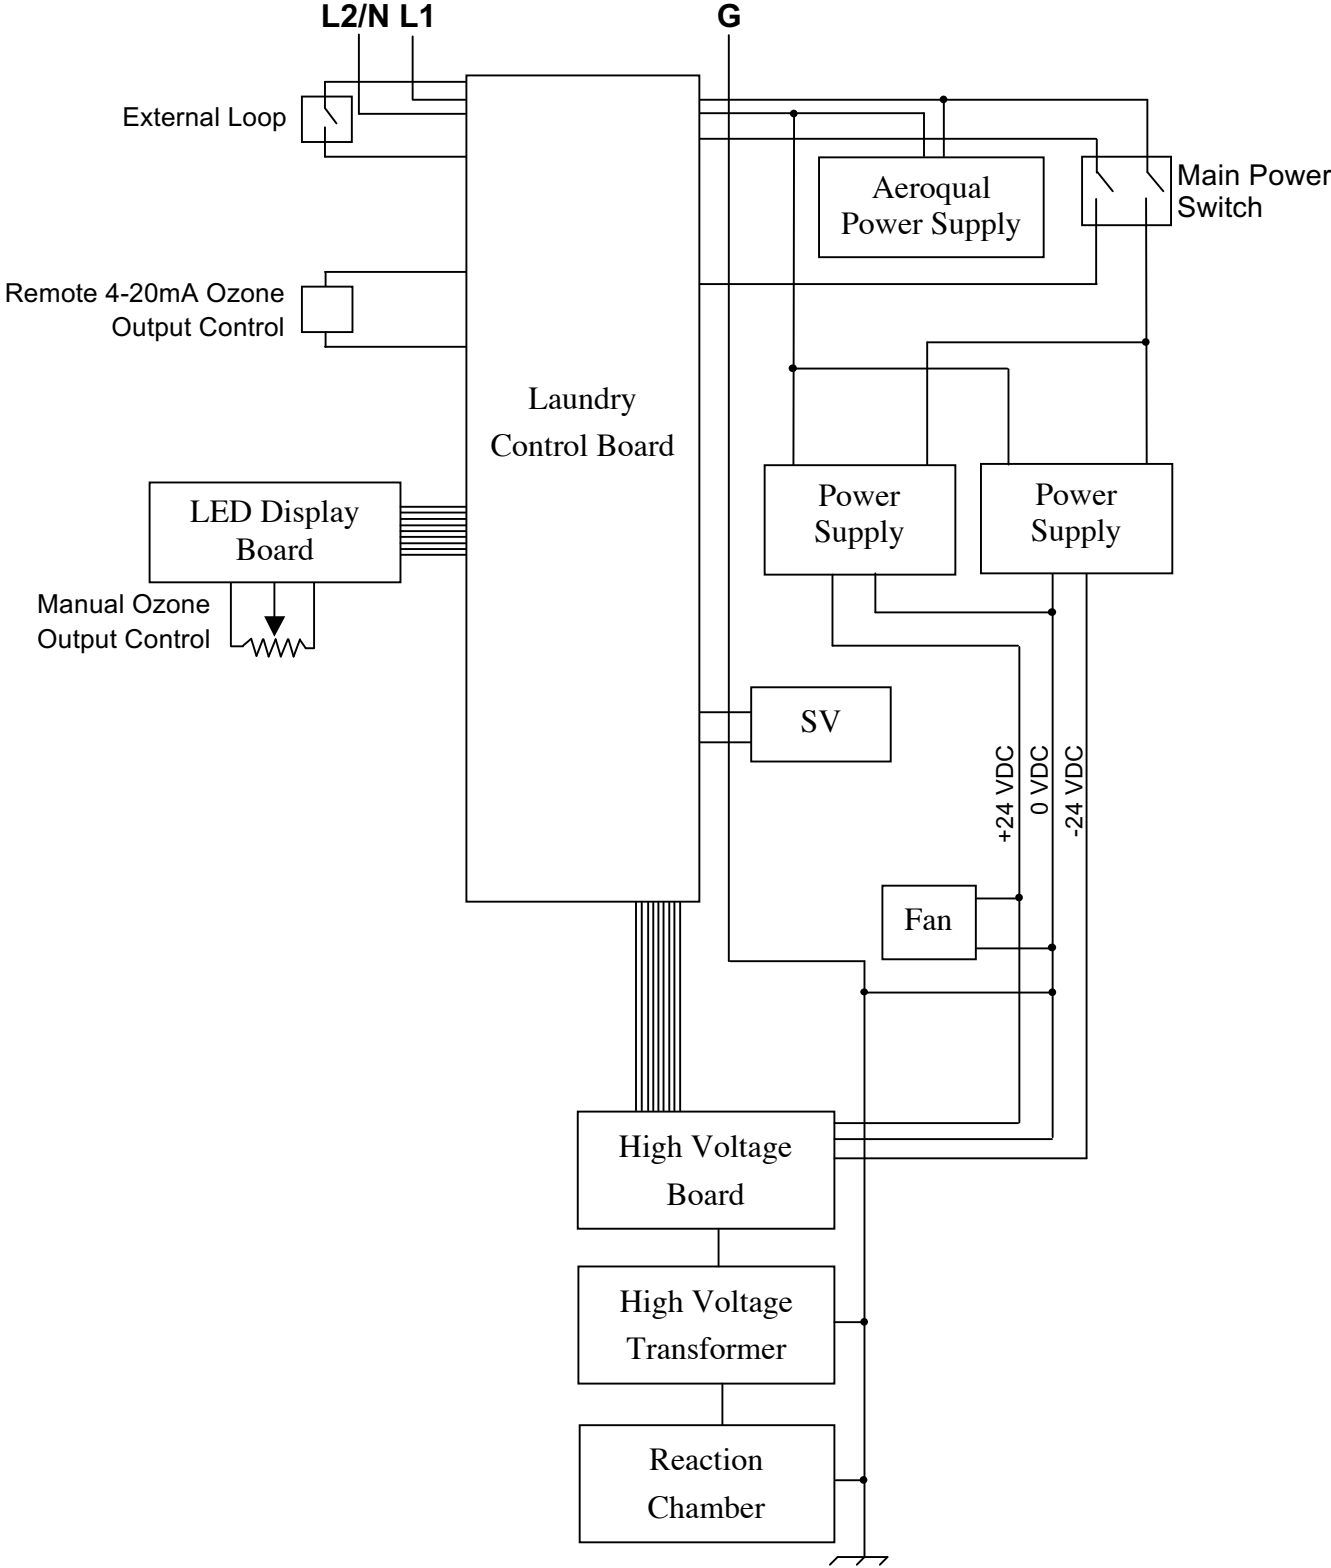 L2/N L1
G
External Loop
Aeroqual
Power Supply
Main Power
Switch
Remote 4-20mA Ozone
Output Control
Laundry
Control Board
LED Display
Board
Power
Supply
Power
Supply
Manual Ozone
Output Control
SV
+24 VDC
0 VDC
-24 VDC
Fan
High Voltage
Board
High Voltage
Transformer
Reaction
Chamber